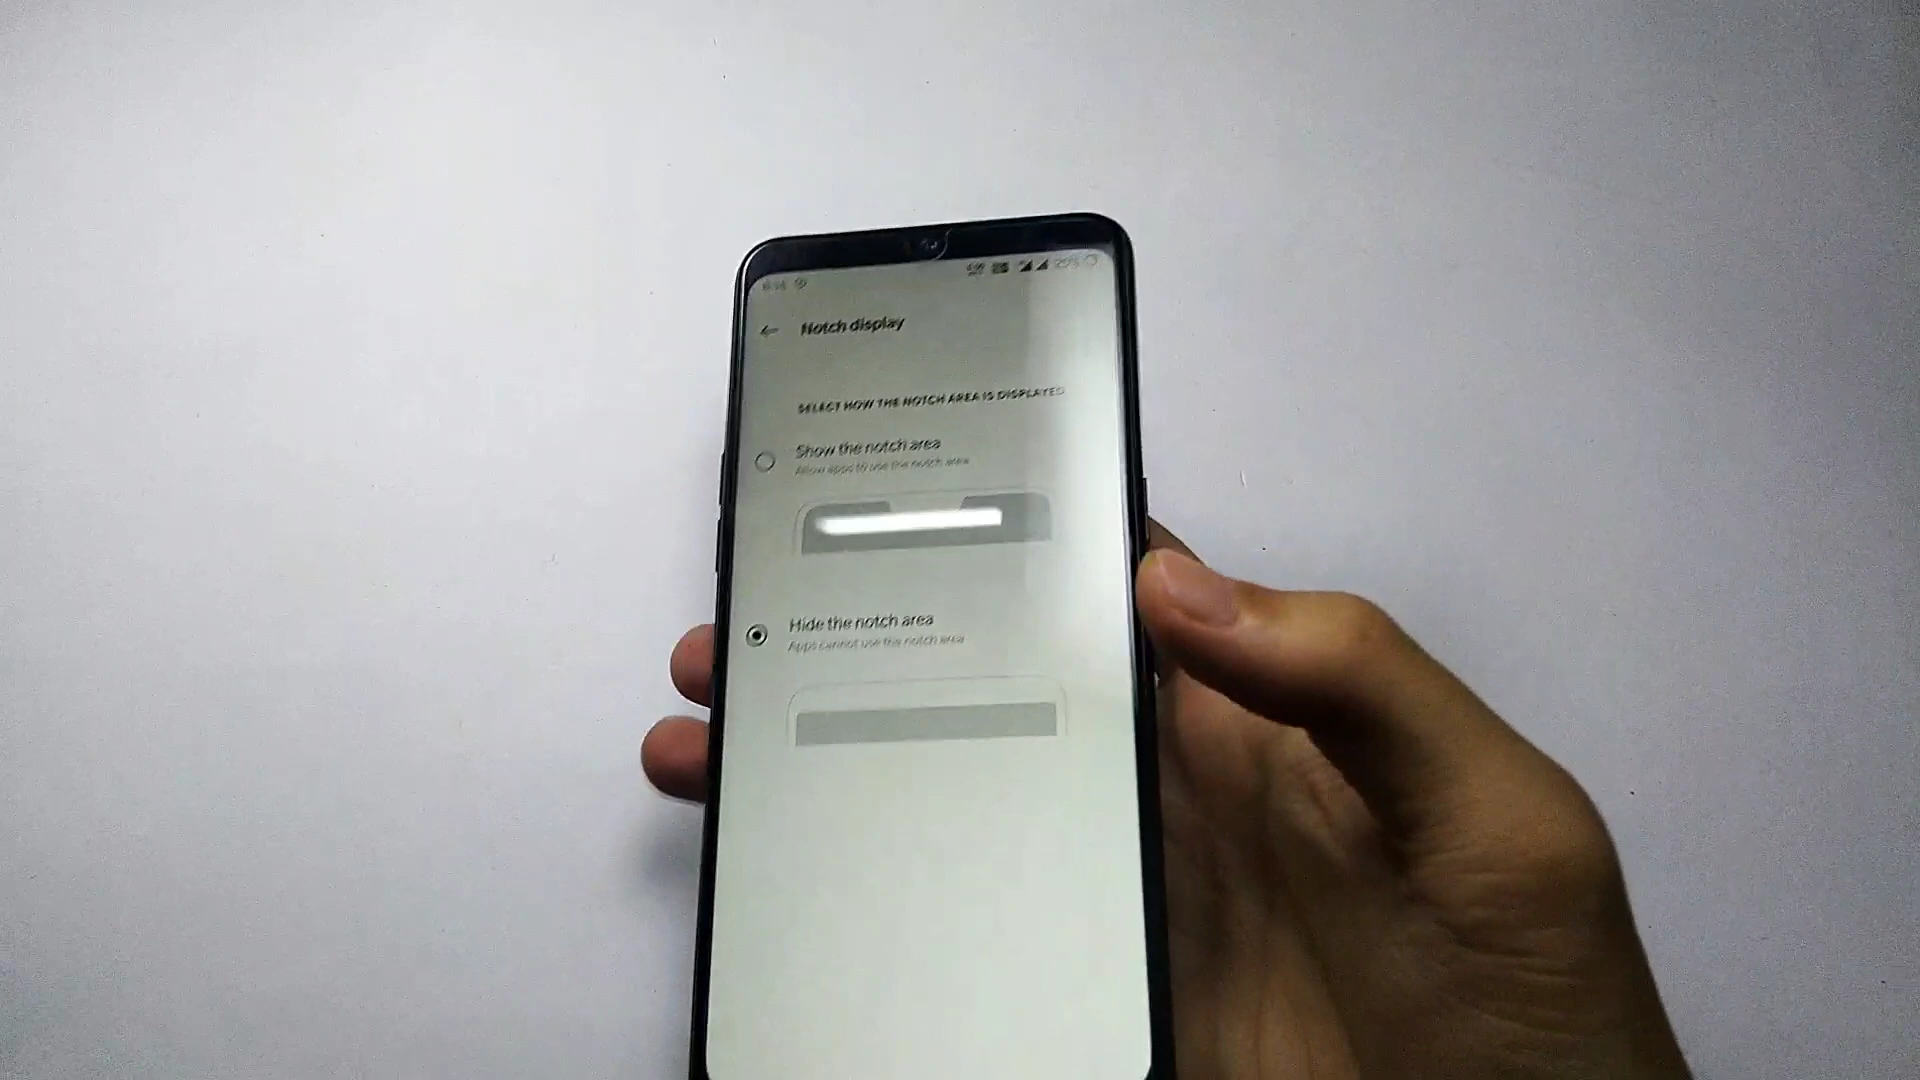 Notch display
SELECT HOW THE NOTCH AREA IS DISPLAYED
Show the notch area
Allow apps to use the notch area
Hide the notch area
Apps cannot use the notch area